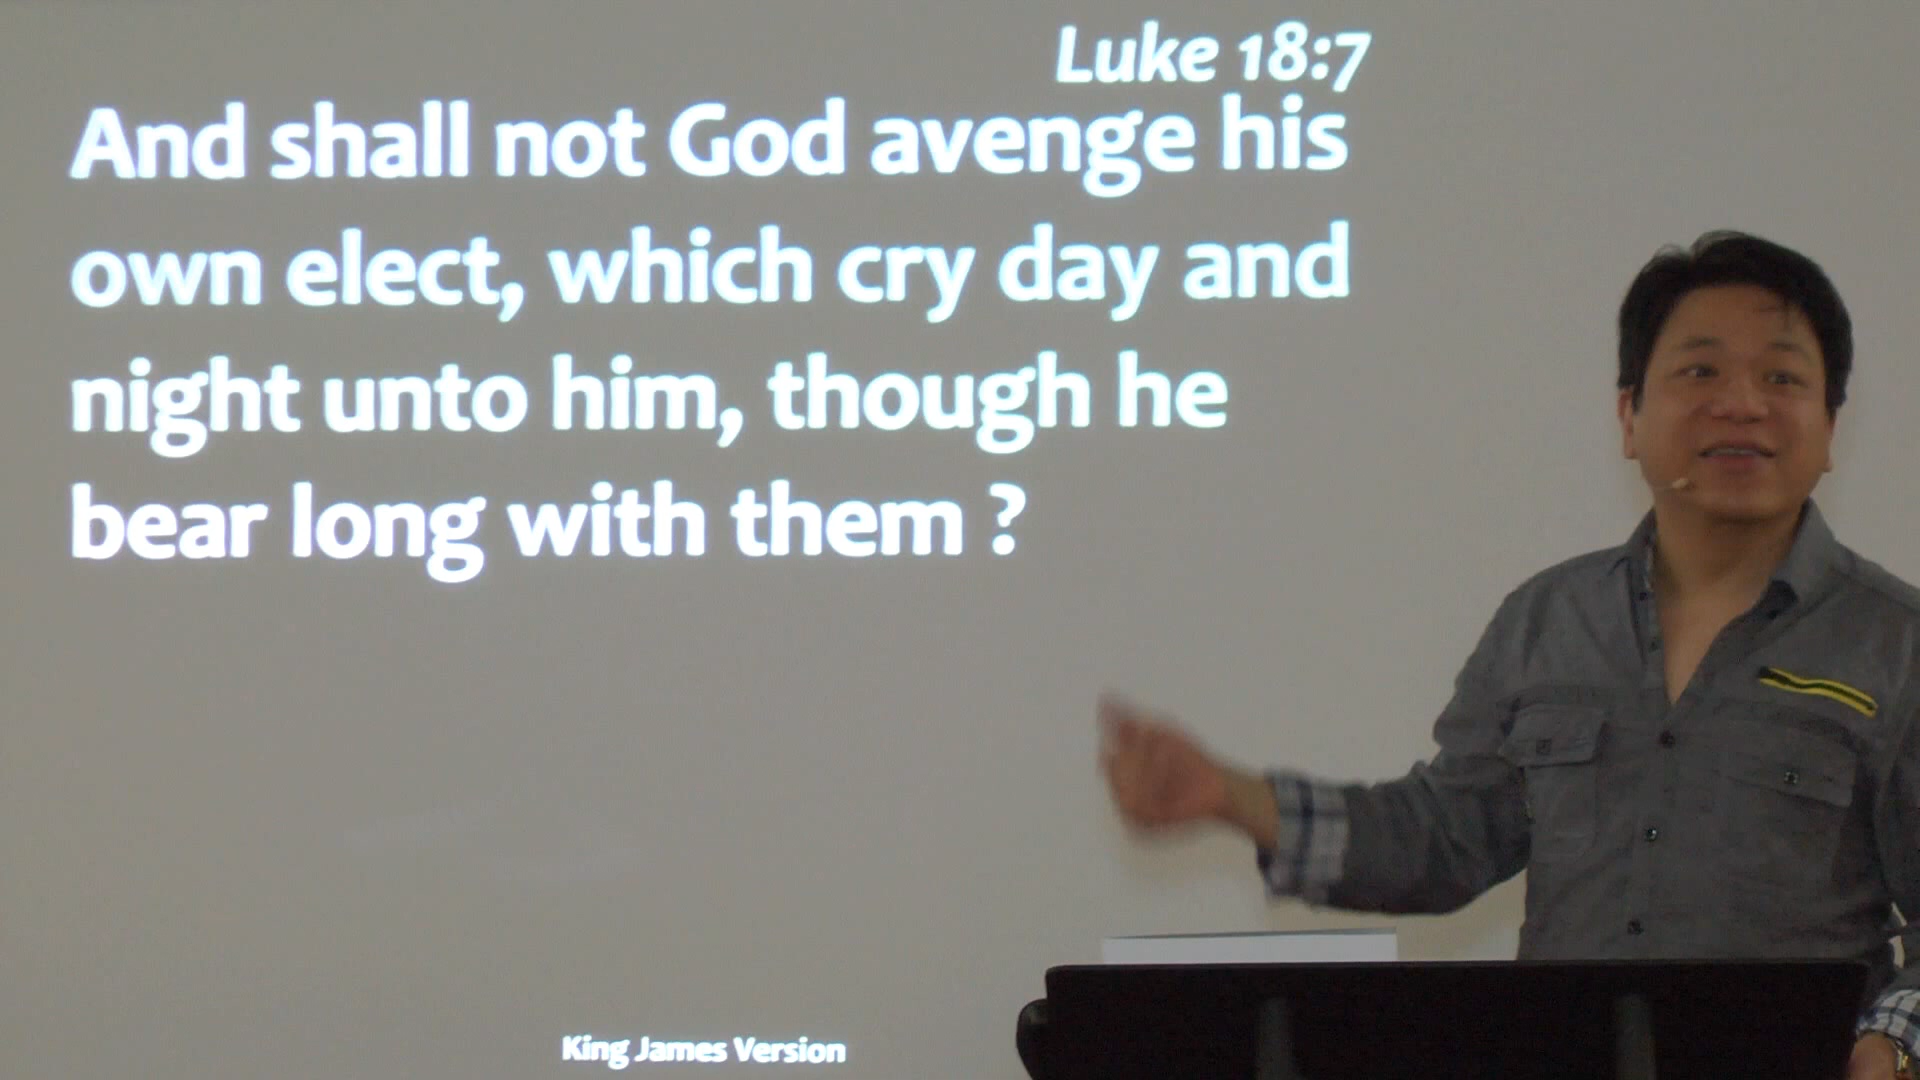 Luke 18:7
And shall not God avenge his
own elect, which cry day and
night unto him, though he
bear long with them ?
King James Version